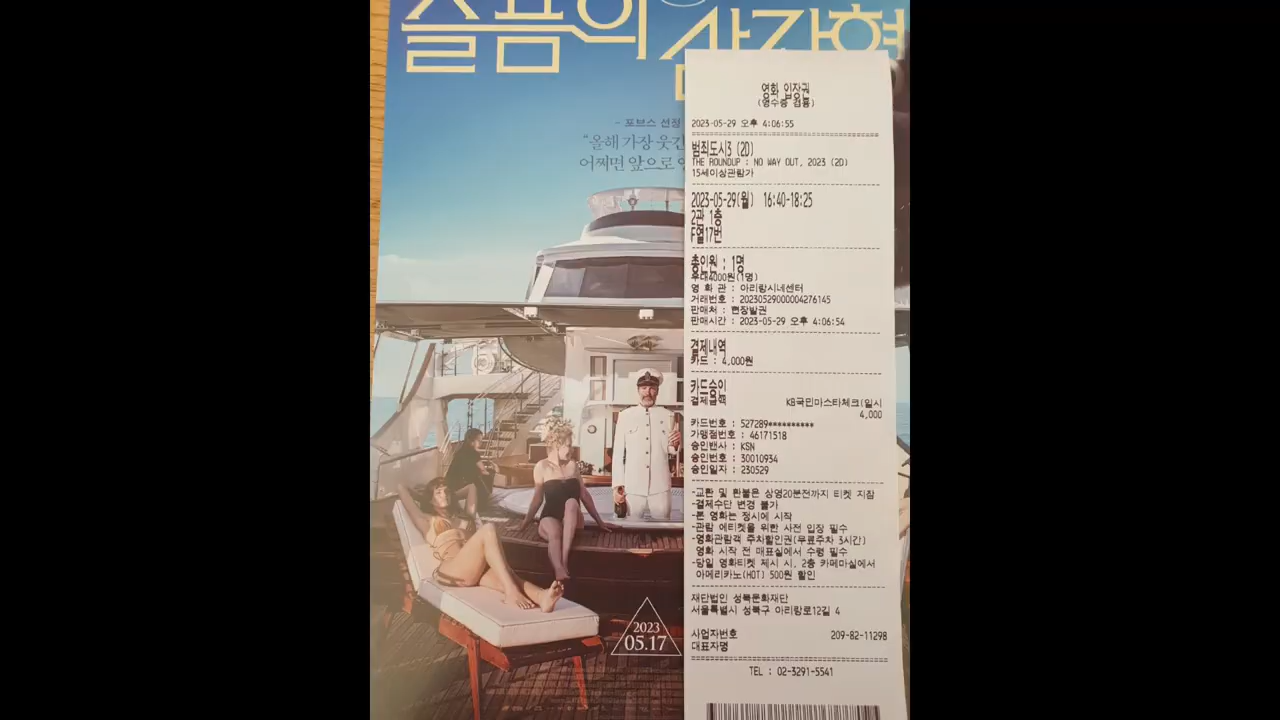 슬픔의 삼각형
- 포브스 선정
“올해 가장 웃긴
어쩌면 앞으로
2023
05.17
영화 입장권
(영수증 겸용)
2023-05-29 오후 4:06:55
범죄도시3 (2D)
THE ROUNDUP : NO WAY OUT, 2023 (2D)
15세이상관람가
2023-05-29(월) 16:40-18:25
2관 1층
F열17번
총인원 : 1명
우대4000원(1명)
영 화 관 : 아리랑시네센터
거래번호 : 20230529000004276145
판매처 : 현장발권
판매시간 : 2023-05-29 오후 4:06:54
결제내역
카드 : 4,000원
카드승인
결제금액 KB국민마스타체크(일시
4,000
카드번호 : 527289**********
가맹점번호 : 46171518
승인밴사 : KSN
승인번호 : 30010934
승인일자 : 230529
-교환 및 환불은 상영20분전까지 티켓 지참
-결제수단 변경 불가
-본 영화는 정시에 시작
-관람 에티켓을 위한 사전 입장 필수
-영화관람객 주차할인권(무료주차 3시간)
영화 시작 전 매표실에서 수령 필수
-당일 영화티켓 제시 시, 2층 카페마실에서
아메리카노(HOT) 500원 할인
재단법인 성북문화재단
서울특별시 성북구 아리랑로12길 4
사업자번호 209-82-11298
대표자명
TEL : 02-3291-5541